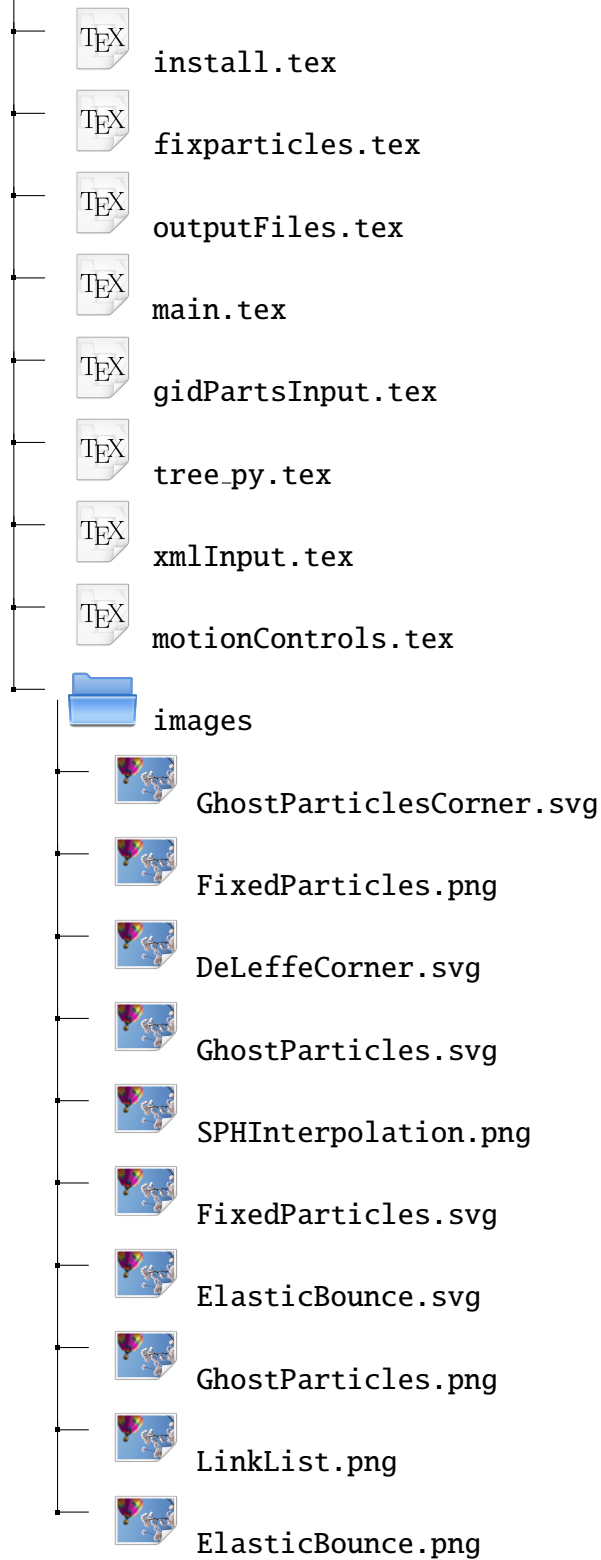 TEX
install.tex
TEX
fixparticles.tex
TEX
outputFiles.tex
TEX
main.tex
TEX
gidPartsInput.tex
TEX
tree_py.tex
TEX
xmlInput.tex
TEX
motionControls.tex
images
GhostParticlesCorner.svg
FixedParticles.png
DeLeffeCorner.svg
GhostParticles.svg
SPHInterpolation.png
FixedParticles.svg
ElasticBounce.svg
GhostParticles.png
LinkList.png
ElasticBounce.png